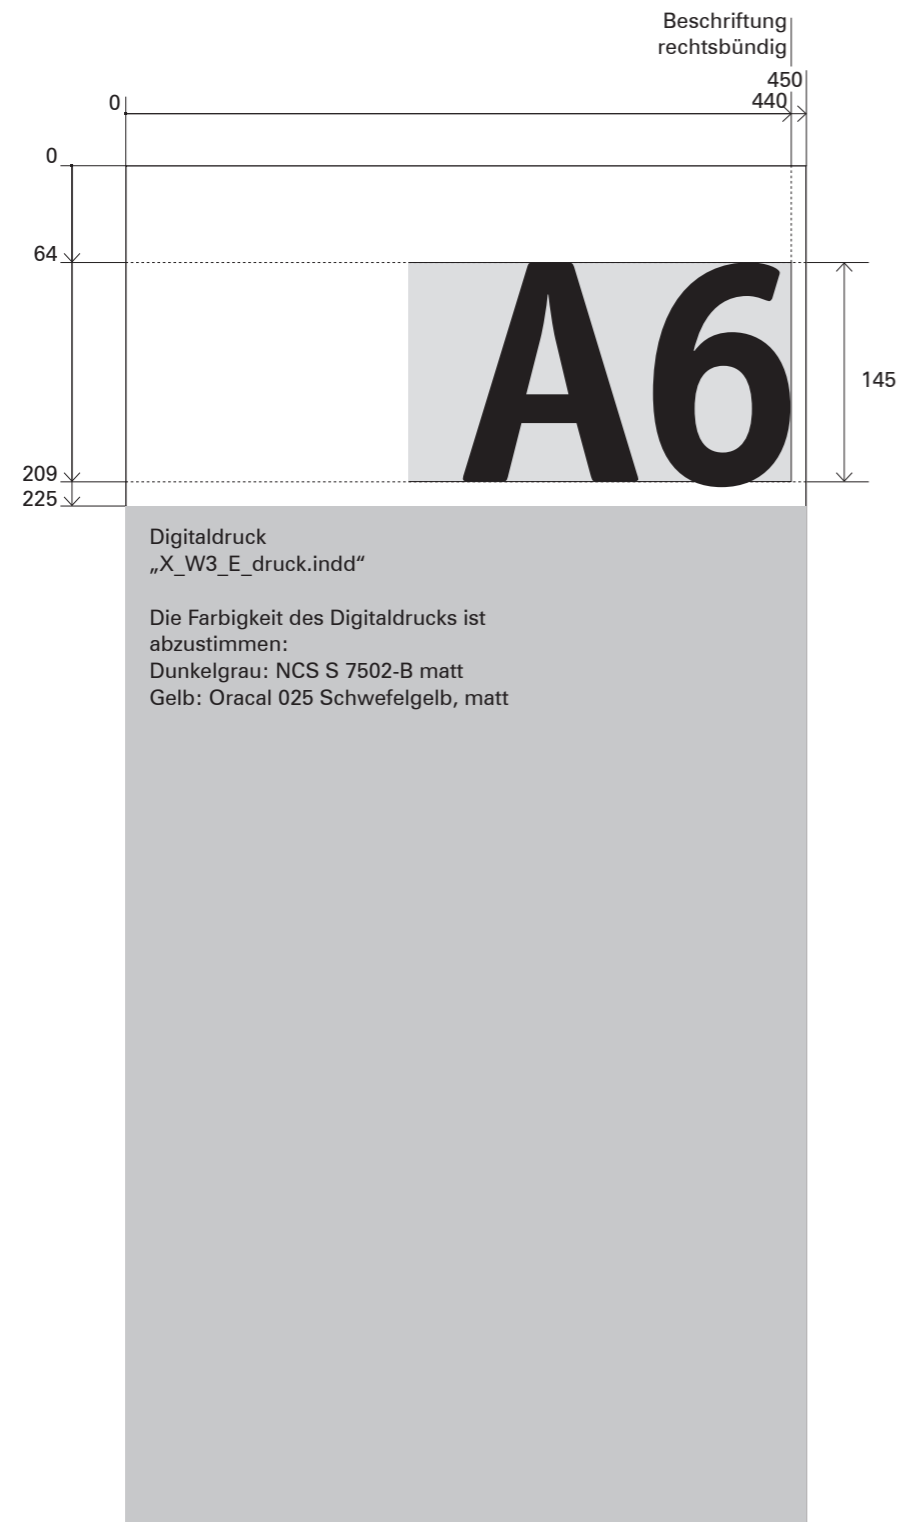 Beschriftung
rechtsbündig
450
440
0
0
64
A6
145
209
225
Digitaldruck
„X_W3_E_druck.indd“
Die Farbigkeit des Digitaldrucks ist
abzustimmen:
Dunkelgrau: NCS S 7502-B matt
Gelb: Oracal 025 Schwefelgelb, matt